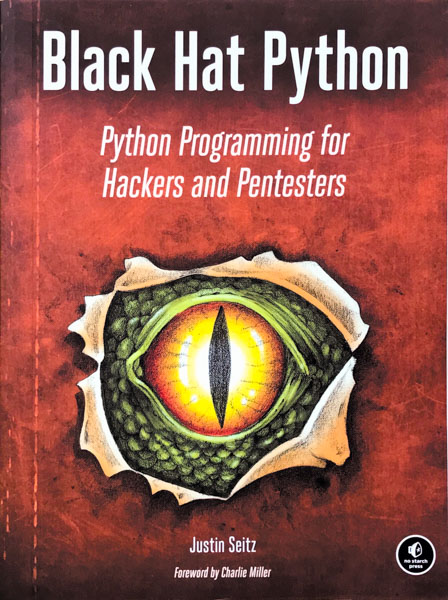 Black Hat Python
Python Programming for
Hackers and Pentesters
Justin Seitz
Foreword by Charlie Miller
no starch
press